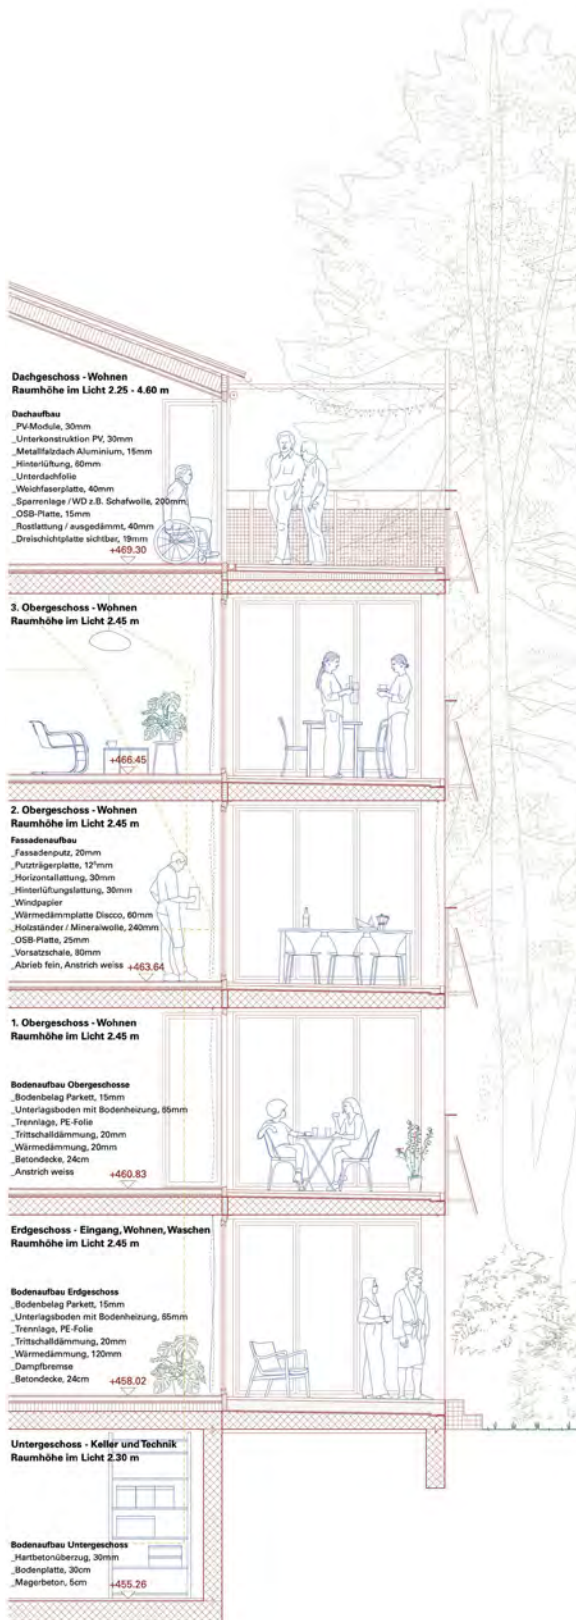 Dachgeschoss - Wohnen
Raumhöhe im Licht 2.25 - 4.60 m
Dachaufbau
_PV-Module, 30mm
_Unterkonstruktion PV, 30mm
_Metallfalzdach Aluminium, 15mm
_Hinterlüftung, 60mm
_Unterdachfolie
_Weichfaserplatte, 40mm
_Sparrenlage / WD z.B. Schafwolle, 200mm
_OSB-Platte, 15mm
_Rostlattung / ausgedämmt, 40mm
_Dreischichtplatte sichtbar, 19mm
+469.30
3. Obergeschoss - Wohnen
Raumhöhe im Licht 2.45 m
+466.45
2. Obergeschoss - Wohnen
Raumhöhe im Licht 2.45 m
Fassadenaufbau
_Fassadenputz, 20mm
_Putzträgerplatte, 12⁵mm
_Horizontallattung, 30mm
_Hinterlüftungslattung, 30mm
_Windpapier
_Wärmedämmplatte Discco, 60mm
_Holzständer / Mineralwolle, 240mm
_OSB-Platte, 25mm
_Vorsatzschale, 80mm
_Abrieb fein, Anstrich weiss +463.64
1. Obergeschoss - Wohnen
Raumhöhe im Licht 2.45 m
Bodenaufbau Obergeschosse
_Bodenbelag Parkett, 15mm
_Unterlagsboden mit Bodenheizung, 65mm
_Trennlage, PE-Folie
_Trittschalldämmung, 20mm
_Wärmedämmung, 20mm
_Betondecke, 24cm
_Anstrich weiss +460.83
Erdgeschoss - Eingang, Wohnen, Waschen
Raumhöhe im Licht 2.45 m
Bodenaufbau Erdgeschoss
_Bodenbelag Parkett, 15mm
_Unterlagsboden mit Bodenheizung, 65mm
_Trennlage, PE-Folie
_Trittschalldämmung, 20mm
_Wärmedämmung, 120mm
_Dampfbremse
_Betondecke, 24cm +458.02
Untergeschoss - Keller und Technik
Raumhöhe im Licht 2.30 m
Bodenaufbau Untergeschoss
_Hartbetonüberzug, 30mm
_Bodenplatte, 30cm
_Magerbeton, 5cm +455.26